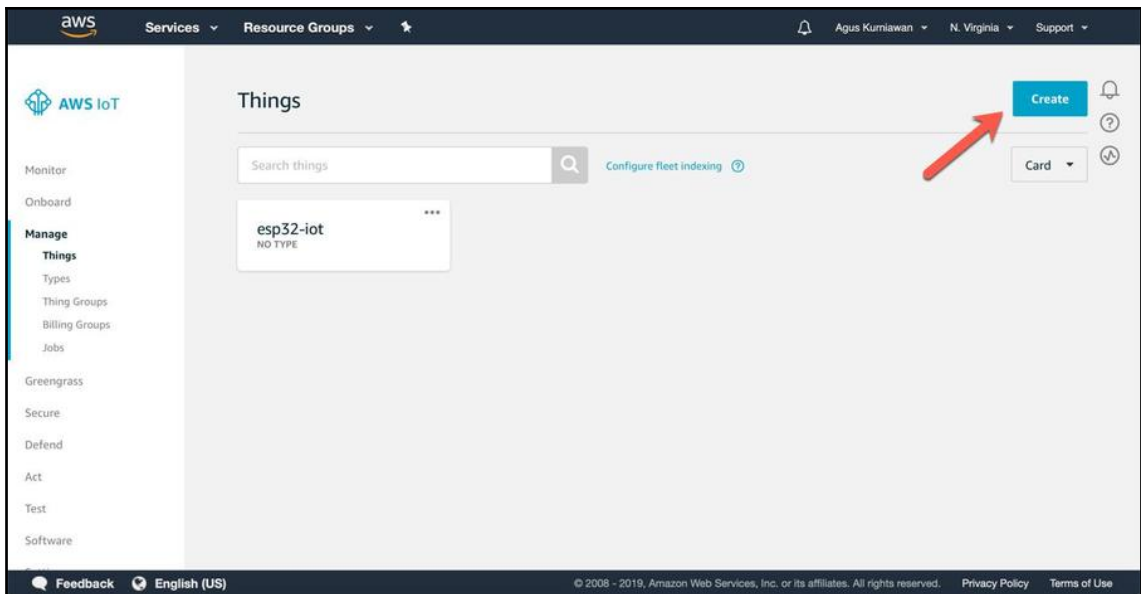 aws Services Resource Groups Agus Kurniawan N. Virginia Support
AWS IoT
Things
Create
Search things
Configure fleet indexing ?
Card
Monitor
Onboard
Manage
Things
Types
Thing Groups
Billing Groups
Jobs
Greengrass
Secure
Defend
Act
Test
Software
esp32-iot
NO TYPE
Feedback English (US) © 2008 - 2019, Amazon Web Services, Inc. or its affiliates. All rights reserved. Privacy Policy Terms of Use